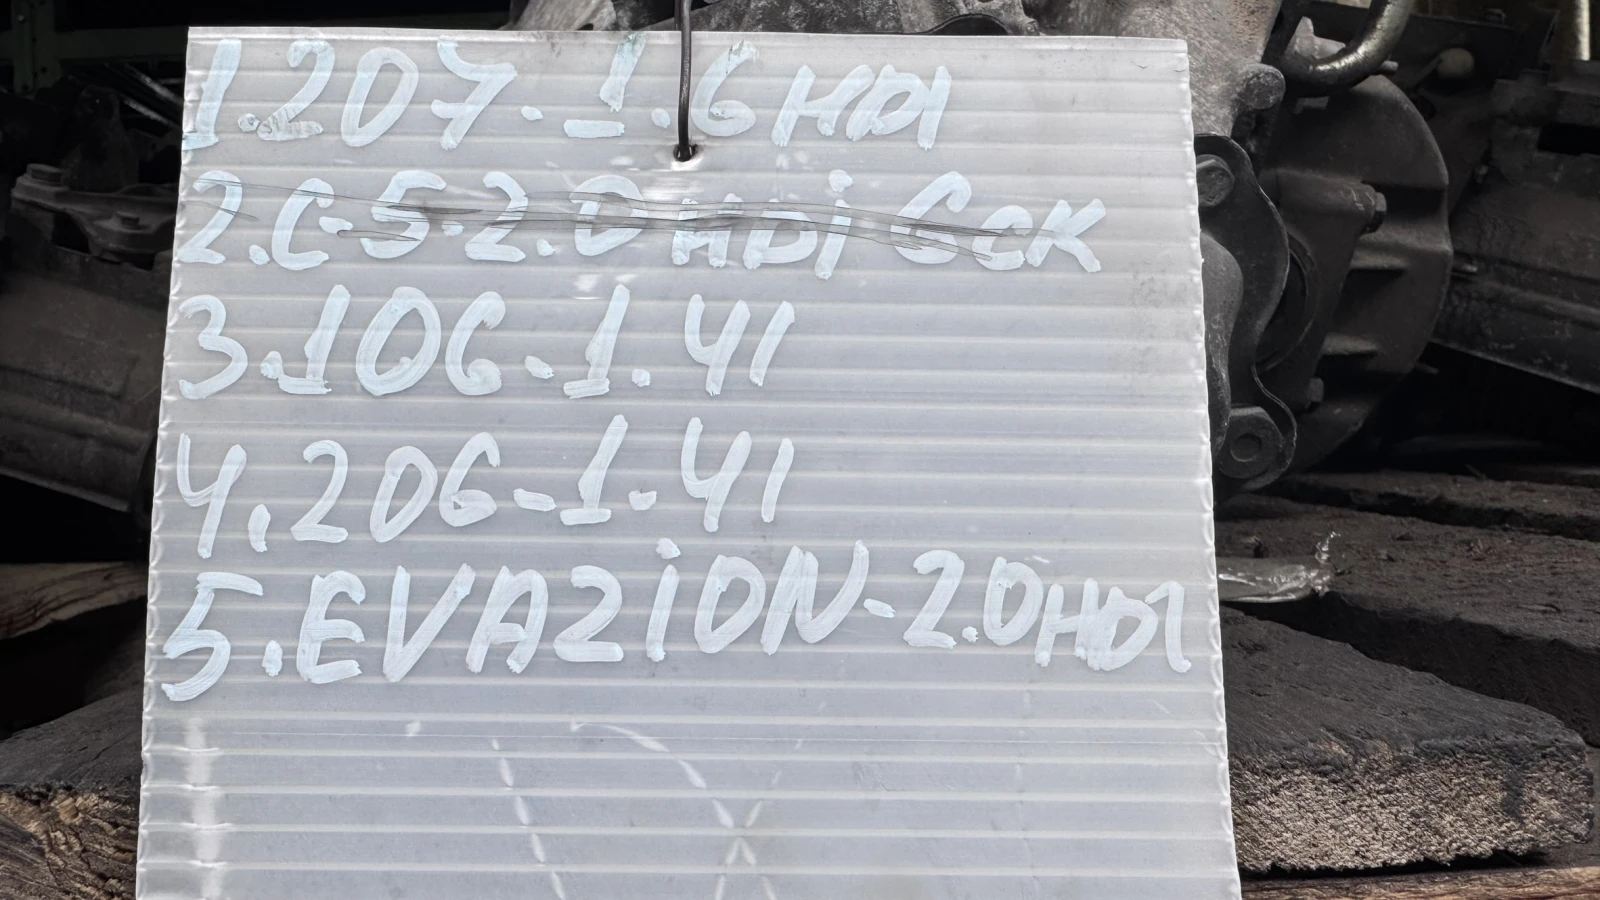 1.207-1.6HDI
2.C-5-2.0HDi 6ск
3.106-1.4I
4.206-1.4I
5.EVAZiON-2.0HDI